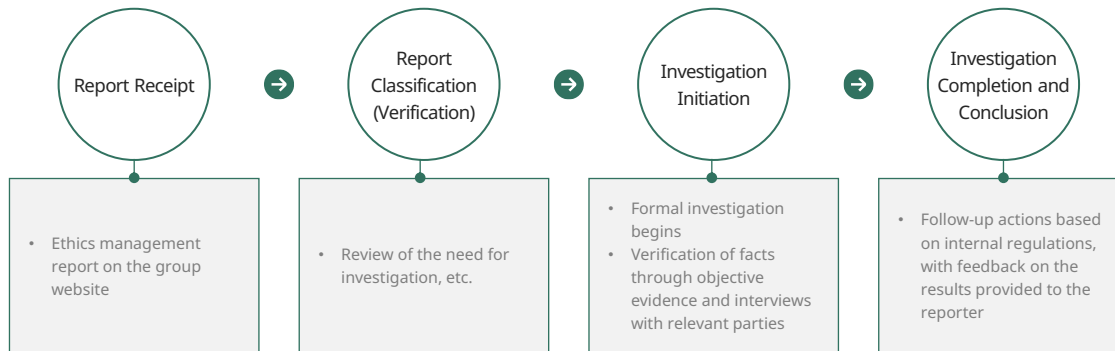 Report Receipt
Report
Classification
(Verification)
Investigation
Initiation
Investigation
Completion and
Conclusion
• Ethics management
report on the group
website
• Review of the need for
investigation, etc.
• Formal investigation
begins
• Verification of facts
through objective
evidence and interviews
with relevant parties
• Follow-up actions based
on internal regulations,
with feedback on the
results provided to the
reporter